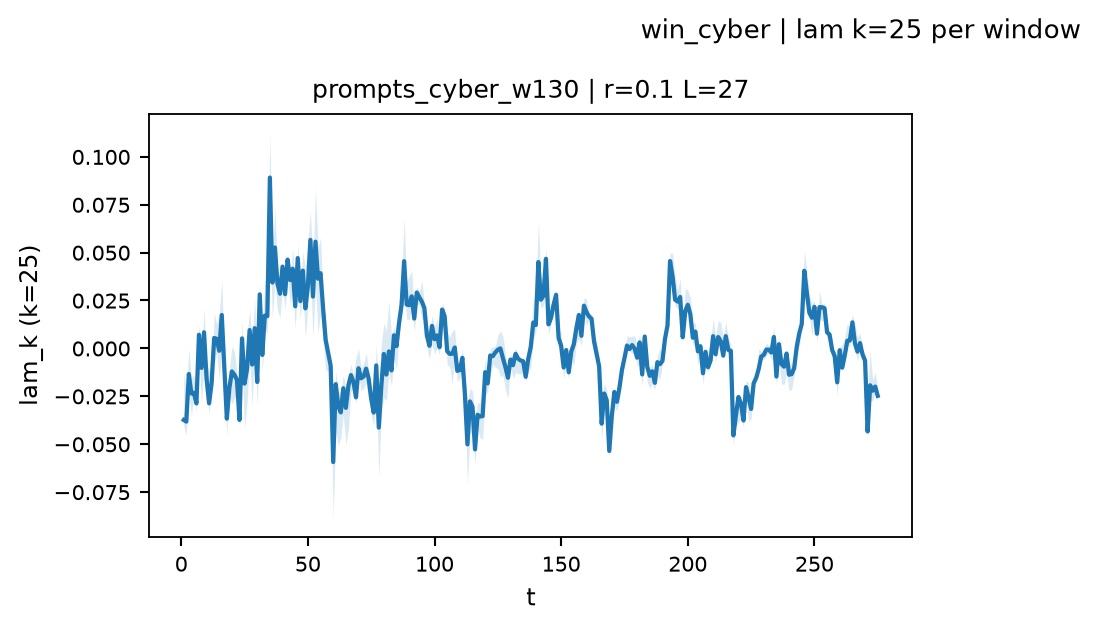 win_cyber | lam k=25 per window
prompts_cyber_w130 | r=0.1 L=27
lam_k (k=25)
0.100
0.075
0.050
0.025
0.000
−0.025
−0.050
−0.075
0 50 100 150 200 250
t